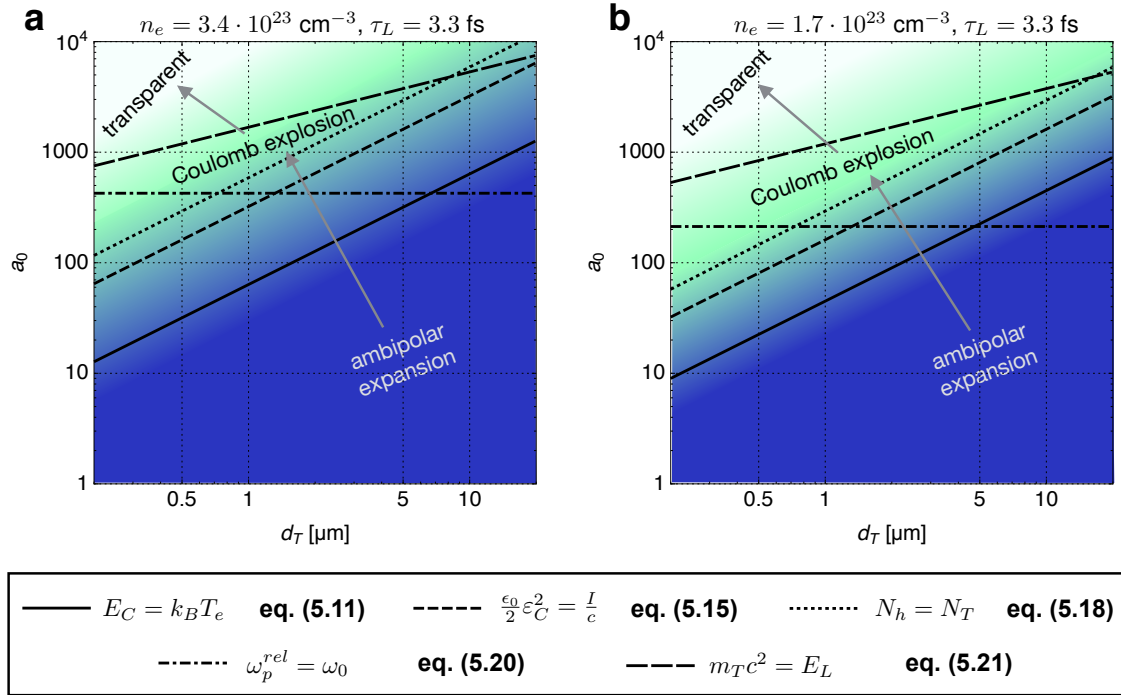 a
n_e = 3.4 · 10^23 cm^−3, τ_L = 3.3 fs
10^4
1000
100
10
1
a_0
0.5
1
5
10
d_T [µm]
transparent
Coulomb explosion
ambipolar
expansion
b
n_e = 1.7 · 10^23 cm^−3, τ_L = 3.3 fs
10^4
1000
100
10
1
a_0
0.5
1
5
10
d_T [µm]
transparent
Coulomb explosion
ambipolar
expansion
E_C = k_B T_e eq. (5.11) ϵ_0/2 ε_C^2 = I/c eq. (5.15) N_h = N_T eq. (5.18)
ω_p^rel = ω_0 eq. (5.20) m_T c^2 = E_L eq. (5.21)